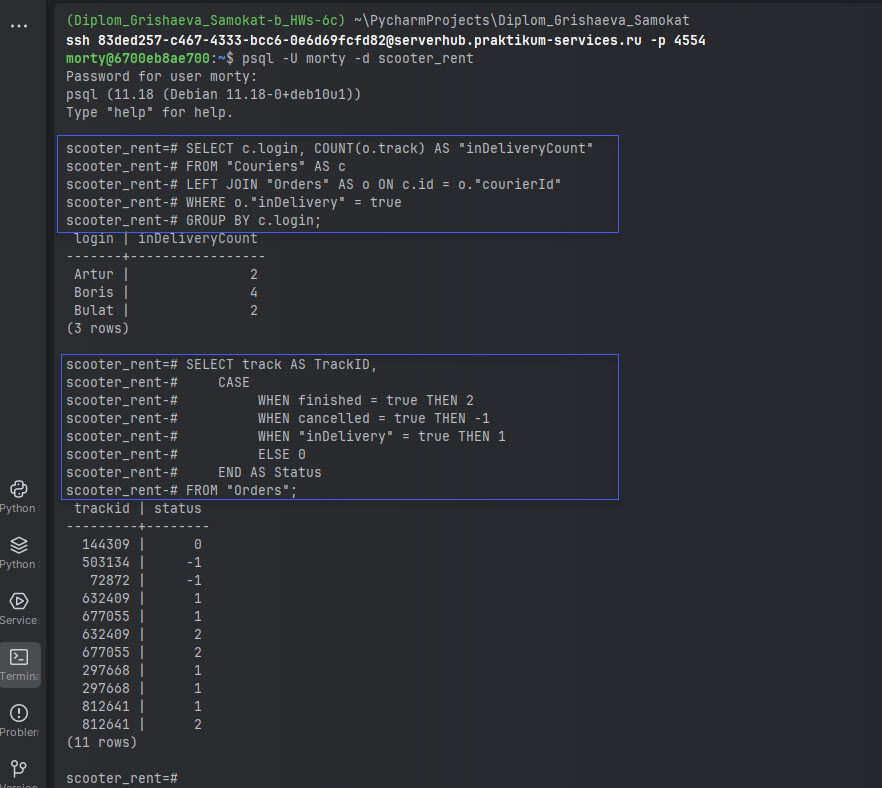 (Diplom_Grishaeva_Samokat-b_HWs-6c) ~\PycharmProjects\Diplom_Grishaeva_Samokat
ssh 83ded257-c467-4333-bcc6-0e6d69fcfd82@serverhub.praktikum-services.ru -p 4554
morty@6700eb8ae700:~$ psql -U morty -d scooter_rent
Password for user morty:
psql (11.18 (Debian 11.18-0+deb10u1))
Type "help" for help.
scooter_rent=# SELECT c.login, COUNT(o.track) AS "inDeliveryCount"
scooter_rent-# FROM "Couriers" AS c
scooter_rent-# LEFT JOIN "Orders" AS o ON c.id = o."courierId"
scooter_rent-# WHERE o."inDelivery" = true
scooter_rent-# GROUP BY c.login;
login | inDeliveryCount
-------+-----------------
Artur | 2
Boris | 4
Bulat | 2
(3 rows)
scooter_rent=# SELECT track AS TrackID,
scooter_rent-# CASE
scooter_rent-# WHEN finished = true THEN 2
scooter_rent-# WHEN cancelled = true THEN -1
scooter_rent-# WHEN "inDelivery" = true THEN 1
scooter_rent-# ELSE 0
scooter_rent-# END AS Status
scooter_rent-# FROM "Orders";
trackid | status
---------+--------
144309 | 0
503134 | -1
72872 | -1
632409 | 1
677055 | 1
632409 | 2
677055 | 2
297668 | 1
297668 | 1
812641 | 1
812641 | 2
(11 rows)
scooter_rent=#
Python
Python
Service
Termina
Problem